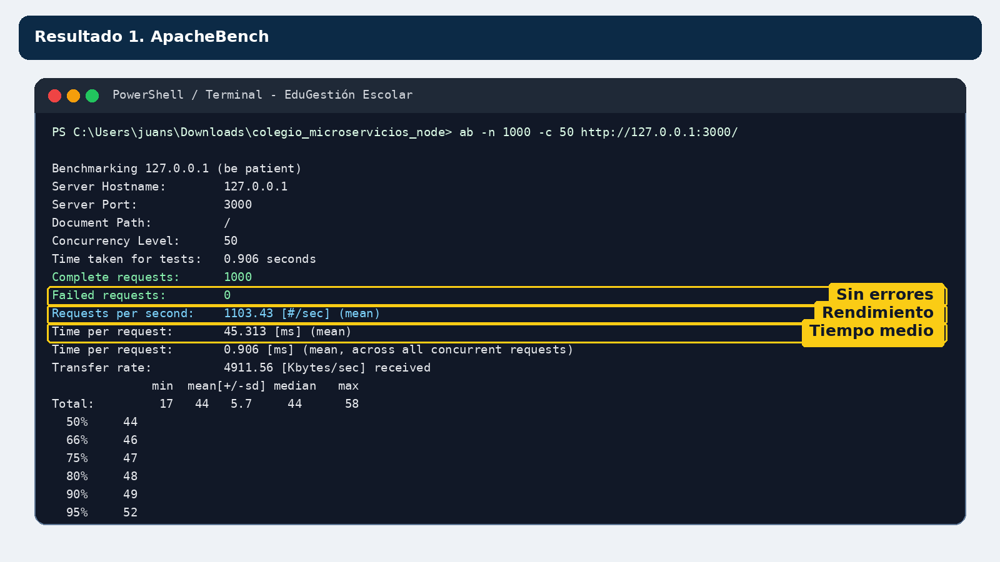 Resultado 1. ApacheBench
PowerShell / Terminal - EduGestión Escolar
PS C:\Users\juans\Downloads\colegio_microservicios_node> ab -n 1000 -c 50 http://127.0.0.1:3000/
Benchmarking 127.0.0.1 (be patient)
Server Hostname:        127.0.0.1
Server Port:            3000
Document Path:          /
Concurrency Level:      50
Time taken for tests:   0.906 seconds
Complete requests:      1000
Failed requests:        0 Sin errores
Requests per second:    1103.43 [#/sec] (mean) Rendimiento
Time per request:       45.313 [ms] (mean) Tiempo medio
Time per request:       0.906 [ms] (mean, across all concurrent requests)
Transfer rate:          4911.56 [Kbytes/sec] received
              min  mean[+/-sd] median   max
Total:         17   44   5.7     44      58
  50%     44
  66%     46
  75%     47
  80%     48
  90%     49
  95%     52